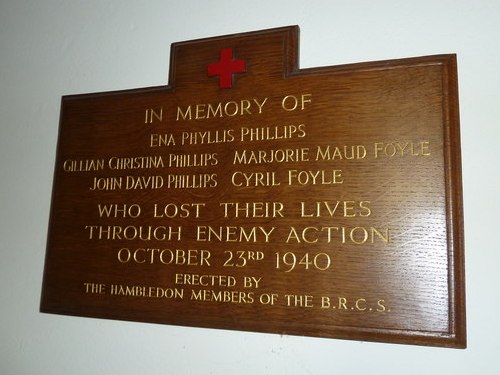 IN MEMORY OF
ENA PHYLLIS PHILLIPS
GILLIAN CHRISTINA PHILLIPS MARJORIE MAUD FOYLE
JOHN DAVID PHILLIPS CYRIL FOYLE
WHO LOST THEIR LIVES
THROUGH ENEMY ACTION
OCTOBER 23RD 1940
ERECTED BY
THE HAMBLEDON MEMBERS OF THE B.R.C.S.